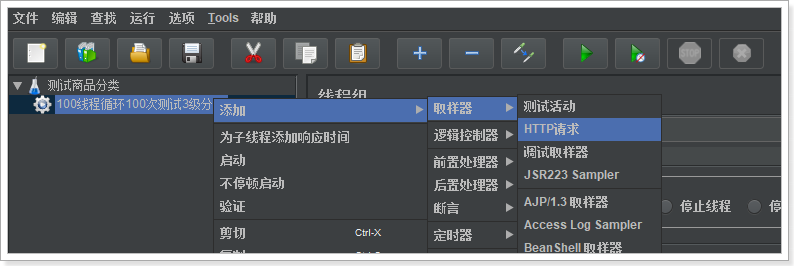 文件 编辑 查找 运行 选项 Tools 帮助
STOP
测试商品分类
100线程循环100次测试3级分
线程组
添加
为子线程添加响应时间
启动
不停顿启动
验证
剪切 Ctrl-X
取样器
逻辑控制器
前置处理器
后置处理器
断言
定时器
测试活动
HTTP请求
调试取样器
JSR223 Sampler
AJP/1.3 取样器
Access Log Sampler
BeanShell 取样器
停止线程